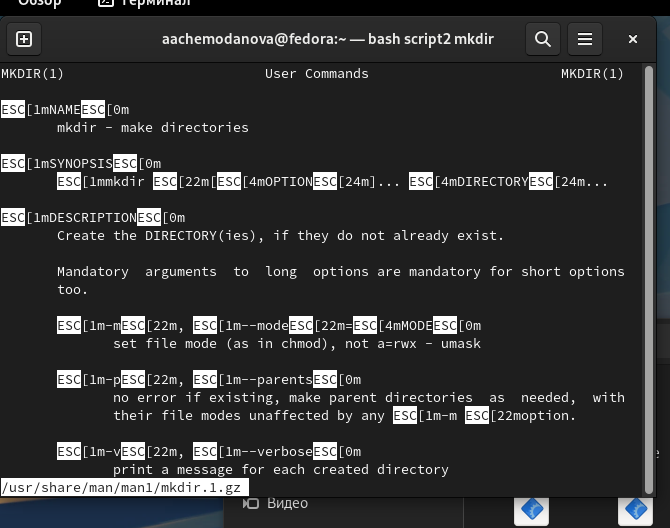 Обзор Терминал
aachemodanova@fedora:~ — bash script2 mkdir
MKDIR(1) User Commands MKDIR(1)
ESC[1mNAMEESC[0m
mkdir - make directories
ESC[1mSYNOPSISESC[0m
ESC[1mmkdir ESC[22m[ESC[4mOPTIONESC[24m]... ESC[4mDIRECTORYESC[24m...
ESC[1mDESCRIPTIONESC[0m
Create the DIRECTORY(ies), if they do not already exist.
Mandatory arguments to long options are mandatory for short options
too.
ESC[1m-mESC[22m, ESC[1m--modeESC[22m=ESC[4mMODEESC[0m
set file mode (as in chmod), not a=rwx - umask
ESC[1m-pESC[22m, ESC[1m--parentsESC[0m
no error if existing, make parent directories as needed, with
their file modes unaffected by any ESC[1m-m ESC[22moption.
ESC[1m-vESC[22m, ESC[1m--verboseESC[0m
print a message for each created directory
/usr/share/man/man1/mkdir.1.gz
Видео